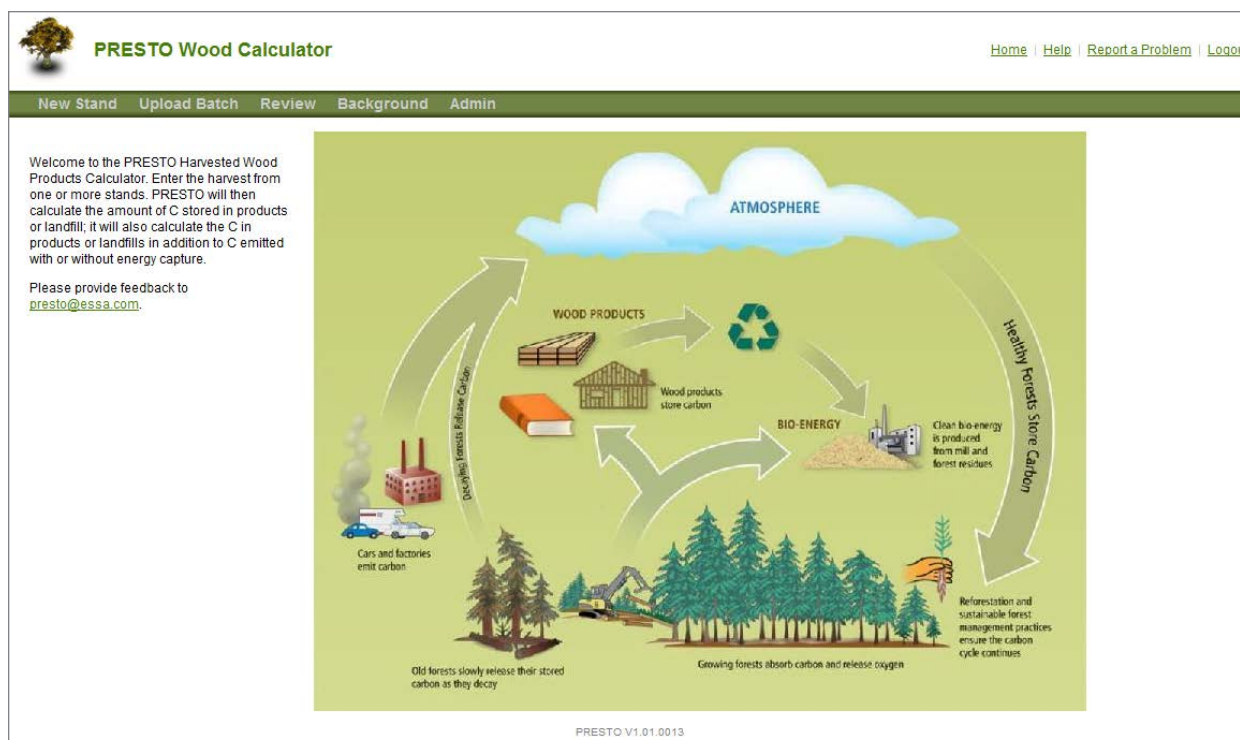 PRESTO Wood Calculator
Home | Help | Report a Problem |
New Stand Upload Batch Review Background Admin
Welcome to the PRESTO Harvested Wood
Products Calculator. Enter the harvest from
one or more stands. PRESTO will then
calculate the amount of C stored in products
or landfill; it will also calculate the C in
products or landfills in addition to C emitted
with or without energy capture.
Please provide feedback to
presto@essa.com.
ATMOSPHERE
WOOD PRODUCTS
Wood products
store carbon
BIO-ENERGY
Clean bio-energy
is produced
from mill and
forest residues
Decaying Forests Release Carbon
Healthy Forests Store Carbon
Cars and factories
emit carbon
Old forests slowly release their stored
carbon as they decay
Growing forests absorb carbon and release oxygen
Reforestation and
sustainable forest
management practices
ensure the carbon
cycle continues
PRESTO V1.01.0013